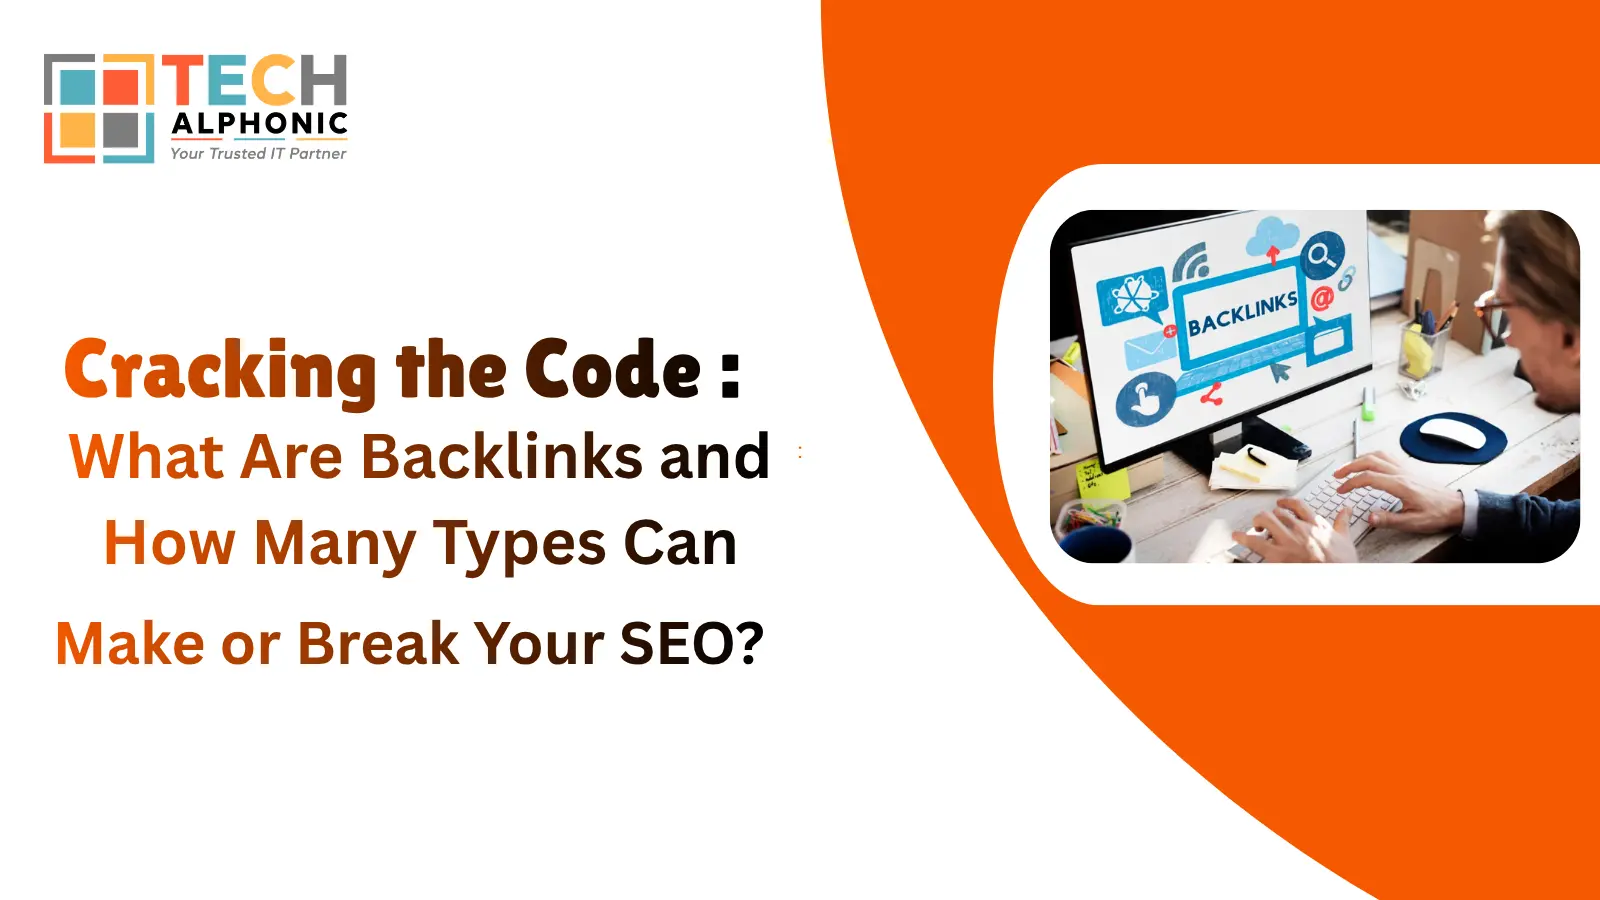 TECH
ALPHONIC
Your Trusted IT Partner
Cracking the Code :
What Are Backlinks and
:
How Many Types Can
Make or Break Your SEO?
BACKLINKS
@